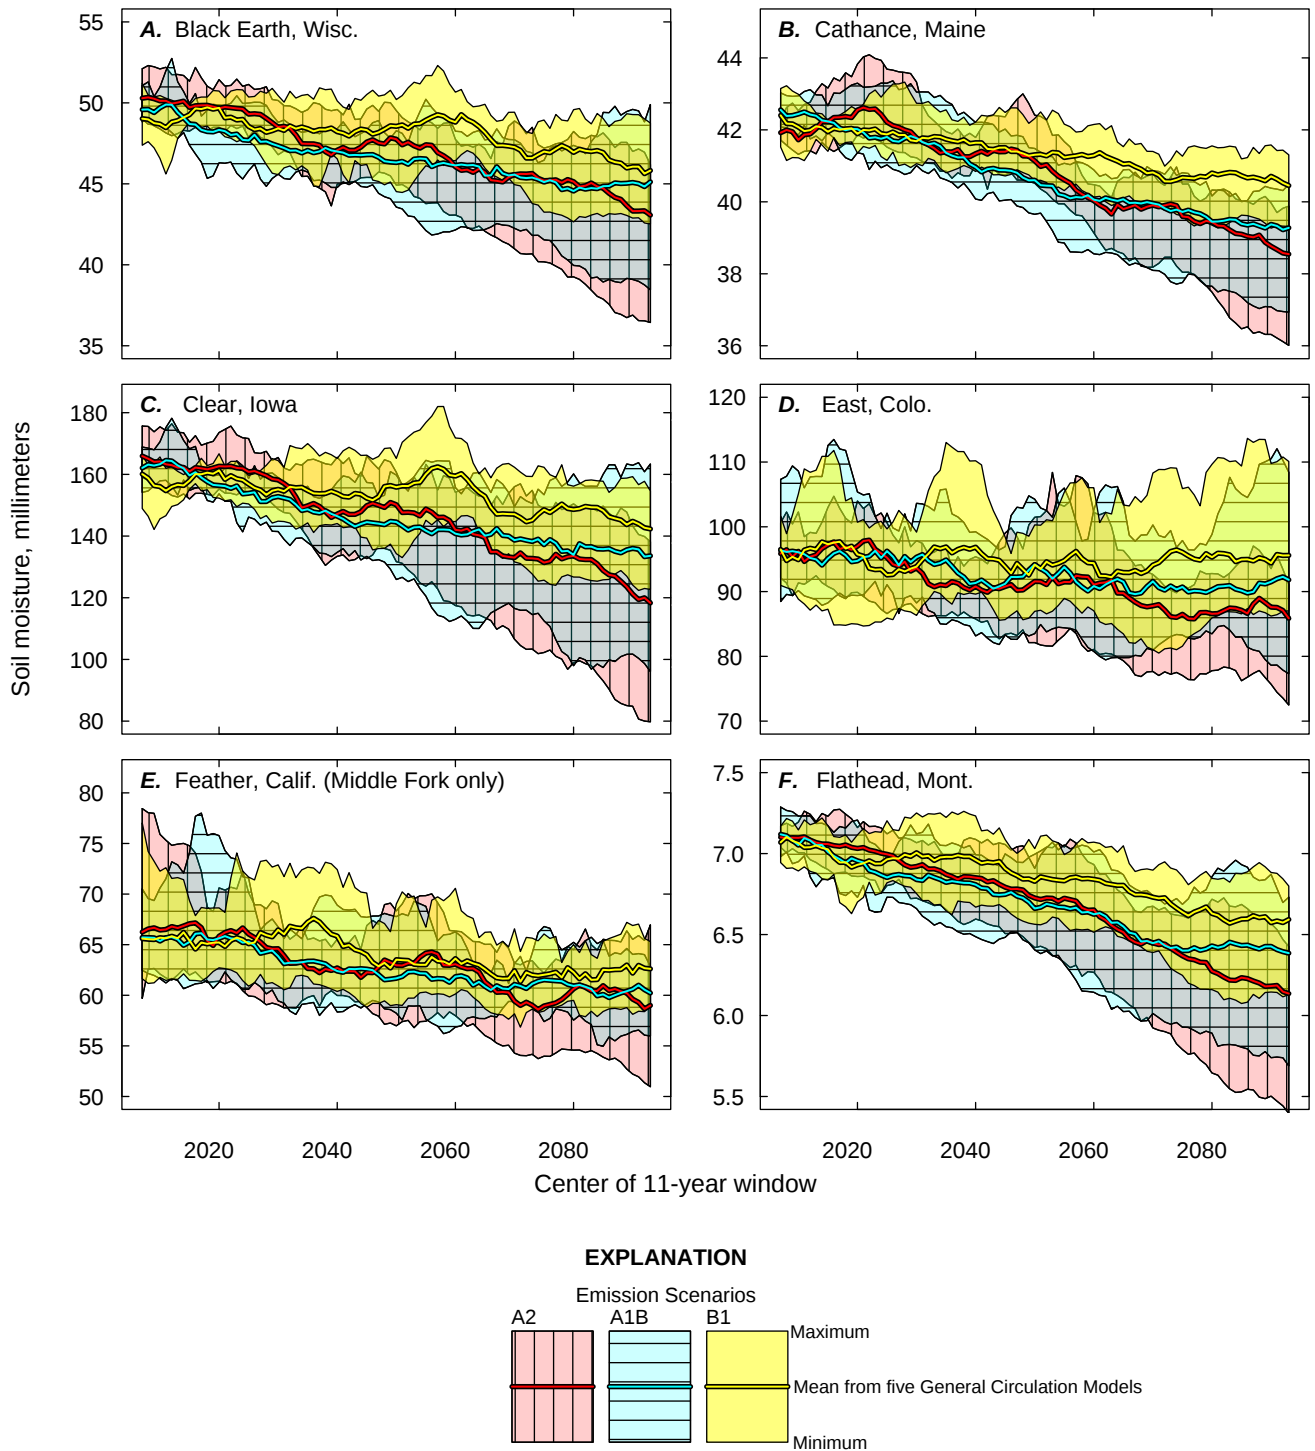 A. Black Earth, Wisc.
55
50
45
40
35
B. Cathance, Maine
44
42
40
38
36
C. Clear, Iowa
180
160
140
120
100
80
D. East, Colo.
120
110
100
90
80
70
E. Feather, Calif. (Middle Fork only)
80
75
70
65
60
55
50
F. Flathead, Mont.
7.5
7.0
6.5
6.0
5.5
Soil moisture, millimeters
2020 2040 2060 2080
2020 2040 2060 2080
Center of 11-year window
EXPLANATION
Emission Scenarios
A2 A1B B1
Maximum
Mean from five General Circulation Models
Minimum